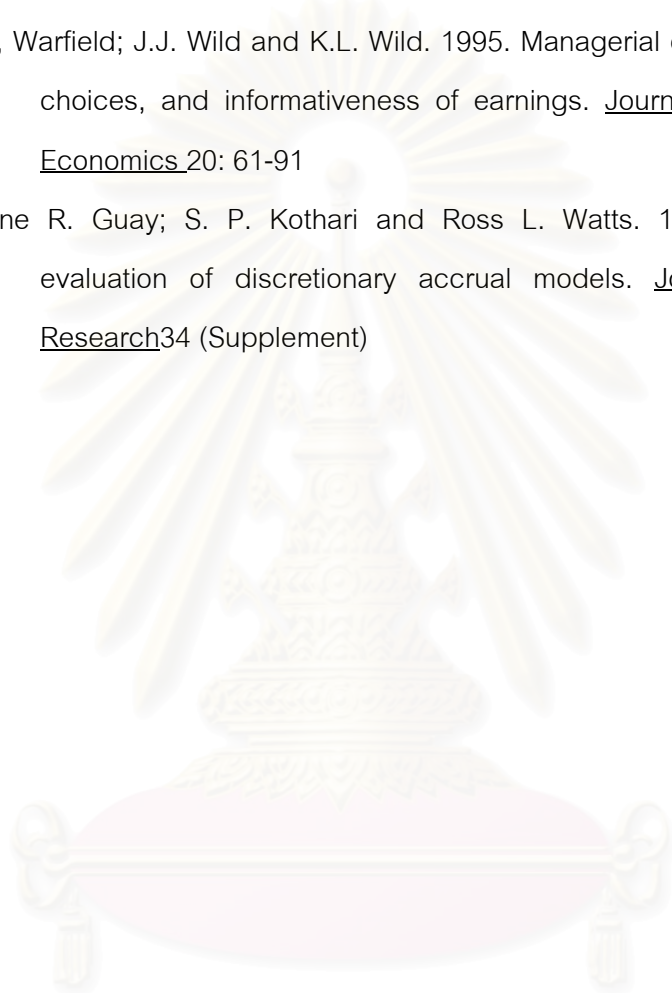 , Warfield; J.J. Wild and K.L. Wild. 1995. Managerial
choices, and informativeness of earnings. Journ
Economics 20: 61-91
ne R. Guay; S. P. Kothari and Ross L. Watts. 1
evaluation of discretionary accrual models. Jo
Research34 (Supplement)